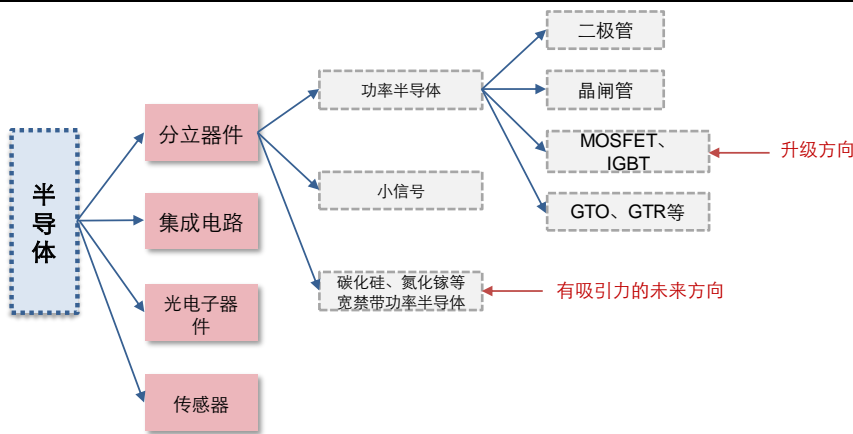 半
导
体
分立器件
集成电路
光电子器
件
传感器
功率半导体
小信号
碳化硅、氮化镓等
宽禁带功率半导体
二极管
晶闸管
MOSFET、
IGBT
GTO、GTR等
升级方向
有吸引力的未来方向